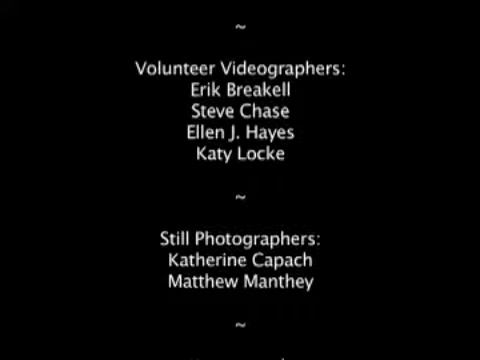 ~
Volunteer Videographers:
Erik Breakell
Steve Chase
Ellen J. Hayes
Katy Locke
~
Still Photographers:
Katherine Capach
Matthew Manthey
~